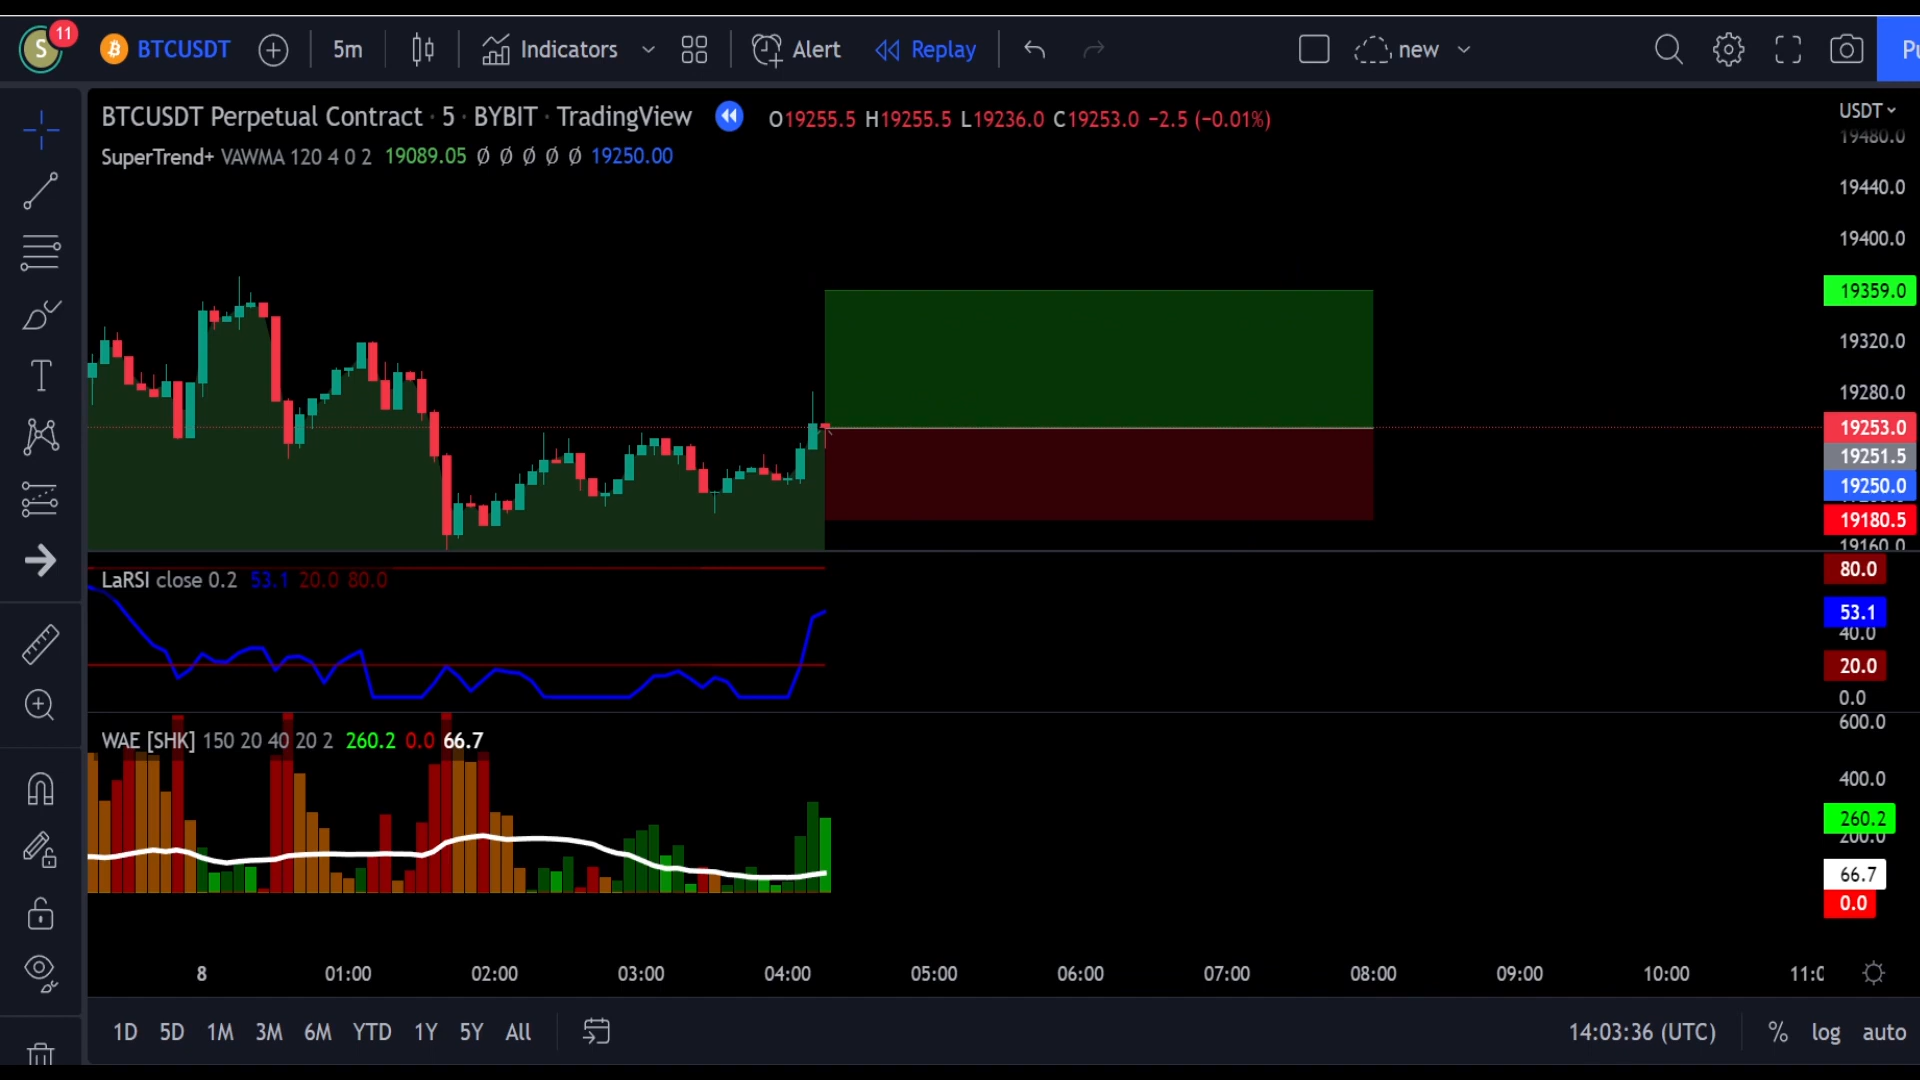 S 11 BTCUSDT 5m Indicators Alert Replay new Pu
BTCUSDT Perpetual Contract · 5 · BYBIT · TradingView O19255.5 H19255.5 L19236.0 C19253.0 −2.5 (−0.01%)
SuperTrend+ VAWMA 120 4 0 2 19089.05 Ø Ø Ø Ø Ø 19250.00
USDT
19480.0
19440.0
19400.0
19359.0
19320.0
19280.0
19253.0
19251.5
19250.0
19180.5
19160.0
LaRSI close 0.2 53.1 20.0 80.0
80.0
53.1
40.0
20.0
0.0
WAE [SHK] 150 20 40 20 2 260.2 0.0 66.7
600.0
400.0
260.2
200.0
66.7
0.0
8 01:00 02:00 03:00 04:00 05:00 06:00 07:00 08:00 09:00 10:00 11:0
1D 5D 1M 3M 6M YTD 1Y 5Y All 14:03:36 (UTC) % log auto